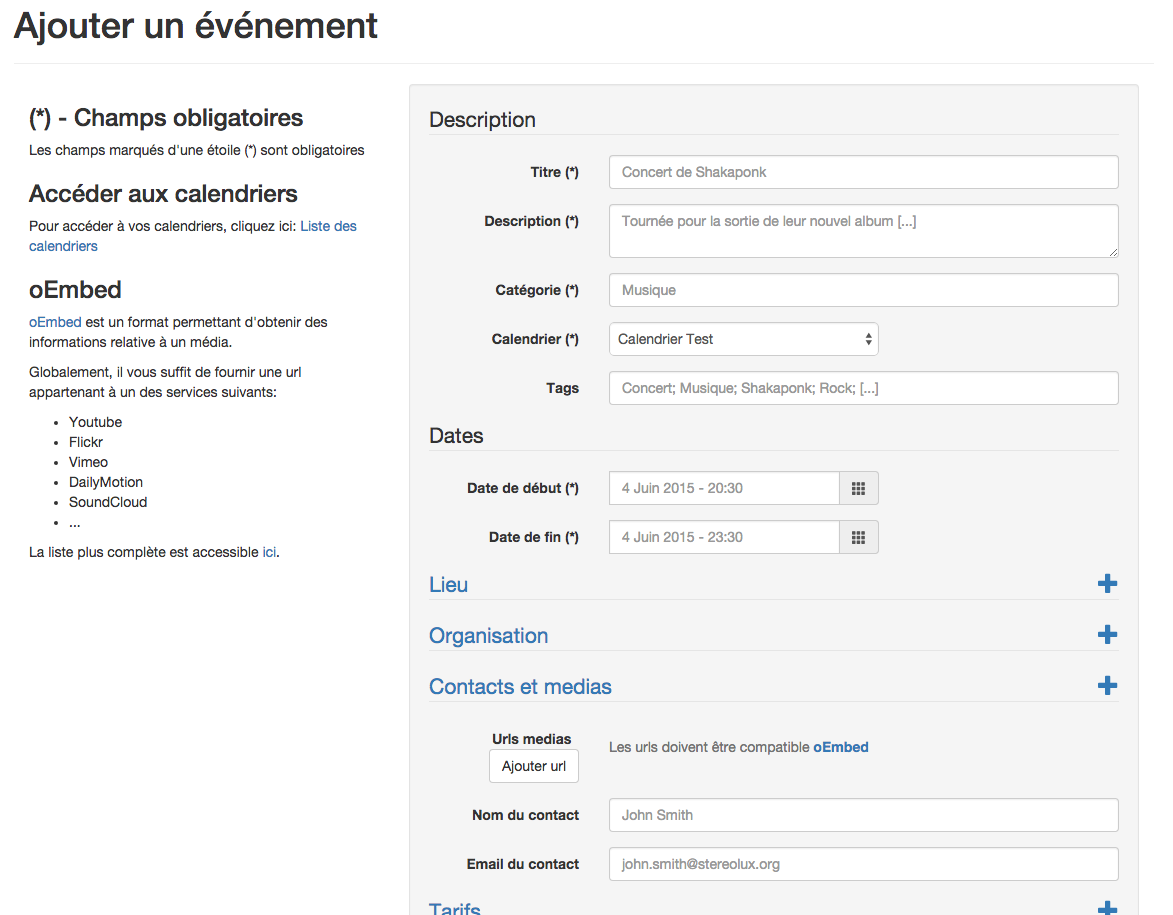 Ajouter un événement
(*) - Champs obligatoires
Les champs marqués d'une étoile (*) sont obligatoires
Accéder aux calendriers
Pour accéder à vos calendriers, cliquez ici: Liste des
calendriers
oEmbed
oEmbed est un format permettant d'obtenir des
informations relative à un média.
Globalement, il vous suffit de fournire une url
appartenant à un des services suivants:
• Youtube
• Flickr
• Vimeo
• DailyMotion
• SoundCloud
• ...
La liste plus complète est accessible ici.
Description
Titre (*) Concert de Shakaponk
Description (*) Tournée pour la sortie de leur nouvel album [...]
Catégorie (*) Musique
Calendrier (*) Calendrier Test
Tags Concert; Musique; Shakaponk; Rock; [...]
Dates
Date de début (*) 4 Juin 2015 - 20:30
Date de fin (*) 4 Juin 2015 - 23:30
Lieu
Organisation
Contacts et medias
Urls medias Les urls doivent être compatible oEmbed
Ajouter url
Nom du contact John Smith
Email du contact john.smith@stereolux.org
Tarifs